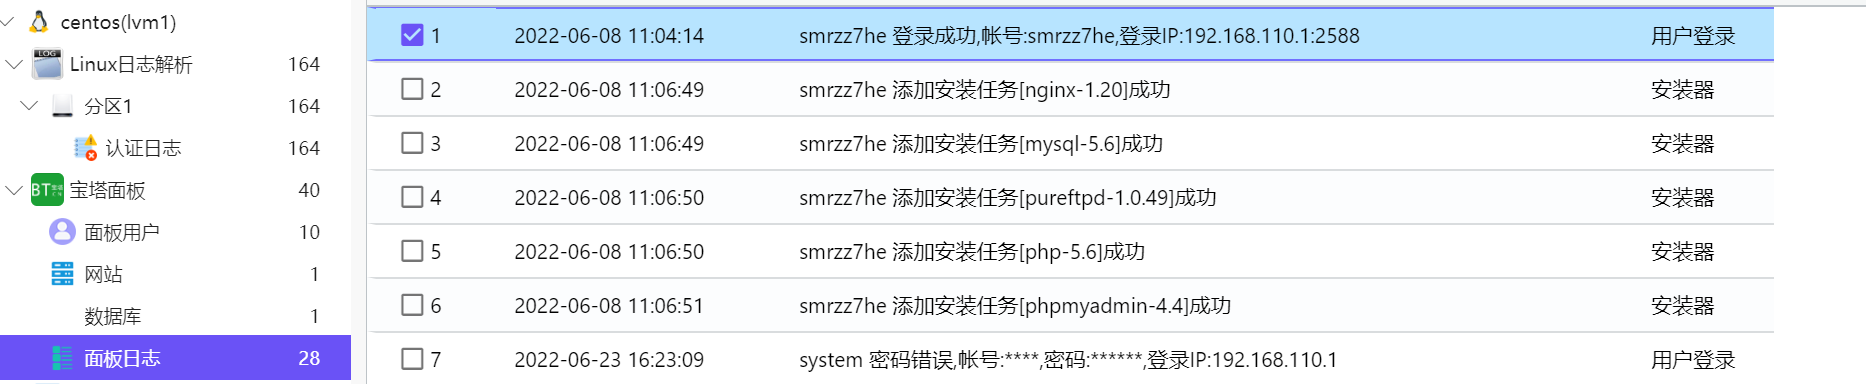 centos(lvm1)
LOG
Linux日志解析 164
分区1 164
认证日志 164
BT 宝塔面板 40
面板用户 10
网站 1
数据库 1
面板日志 28
1 2022-06-08 11:04:14 smrzz7he 登录成功,帐号:smrzz7he,登录IP:192.168.110.1:2588 用户登录
2 2022-06-08 11:06:49 smrzz7he 添加安装任务[nginx-1.20]成功 安装器
3 2022-06-08 11:06:49 smrzz7he 添加安装任务[mysql-5.6]成功 安装器
4 2022-06-08 11:06:50 smrzz7he 添加安装任务[pureftpd-1.0.49]成功 安装器
5 2022-06-08 11:06:50 smrzz7he 添加安装任务[php-5.6]成功 安装器
6 2022-06-08 11:06:51 smrzz7he 添加安装任务[phpmyadmin-4.4]成功 安装器
7 2022-06-23 16:23:09 system 密码错误,帐号:****,密码:******,登录IP:192.168.110.1 用户登录